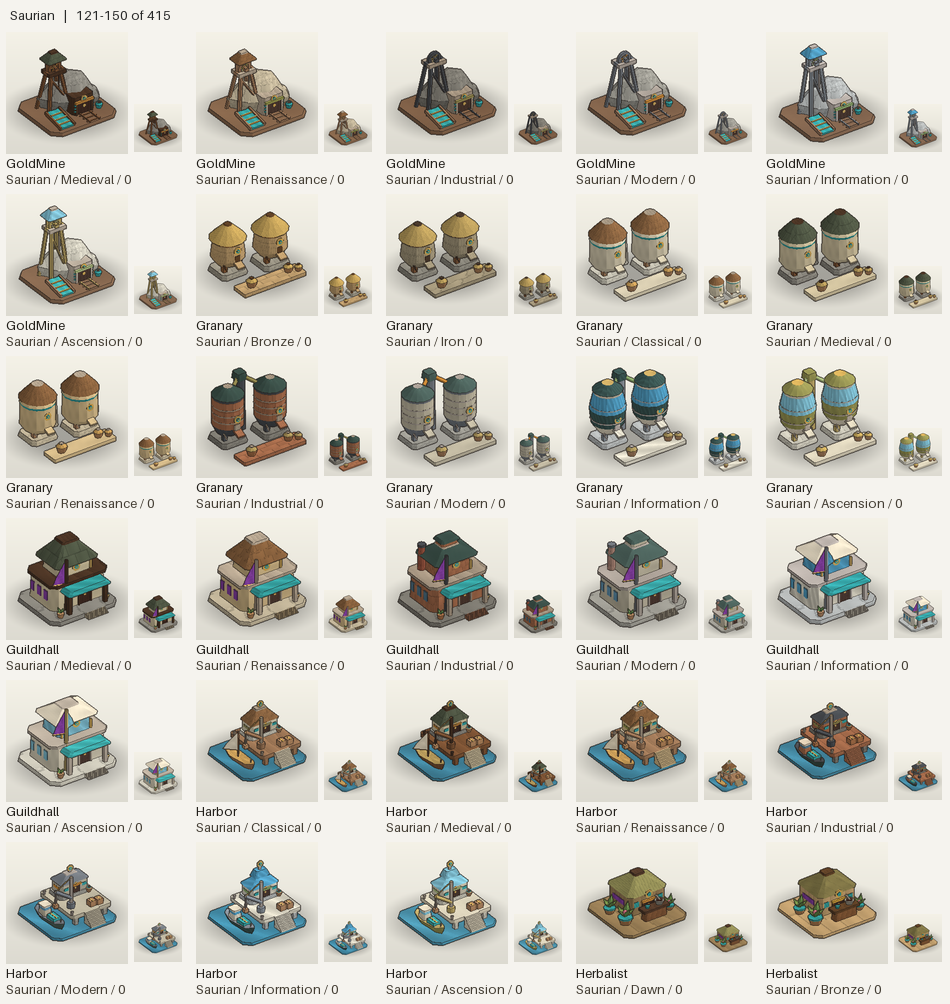 Saurian | 121-150 of 415
GoldMine GoldMine GoldMine GoldMine GoldMine
Saurian / Medieval / 0 Saurian / Renaissance / 0 Saurian / Industrial / 0 Saurian / Modern / 0 Saurian / Information / 0
GoldMine Granary Granary Granary Granary
Saurian / Ascension / 0 Saurian / Bronze / 0 Saurian / Iron / 0 Saurian / Classical / 0 Saurian / Medieval / 0
Granary Granary Granary Granary Granary
Saurian / Renaissance / 0 Saurian / Industrial / 0 Saurian / Modern / 0 Saurian / Information / 0 Saurian / Ascension / 0
Guildhall Guildhall Guildhall Guildhall Guildhall
Saurian / Medieval / 0 Saurian / Renaissance / 0 Saurian / Industrial / 0 Saurian / Modern / 0 Saurian / Information / 0
Guildhall Harbor Harbor Harbor Harbor
Saurian / Ascension / 0 Saurian / Classical / 0 Saurian / Medieval / 0 Saurian / Renaissance / 0 Saurian / Industrial / 0
Harbor Harbor Harbor Herbalist Herbalist
Saurian / Modern / 0 Saurian / Information / 0 Saurian / Ascension / 0 Saurian / Dawn / 0 Saurian / Bronze / 0